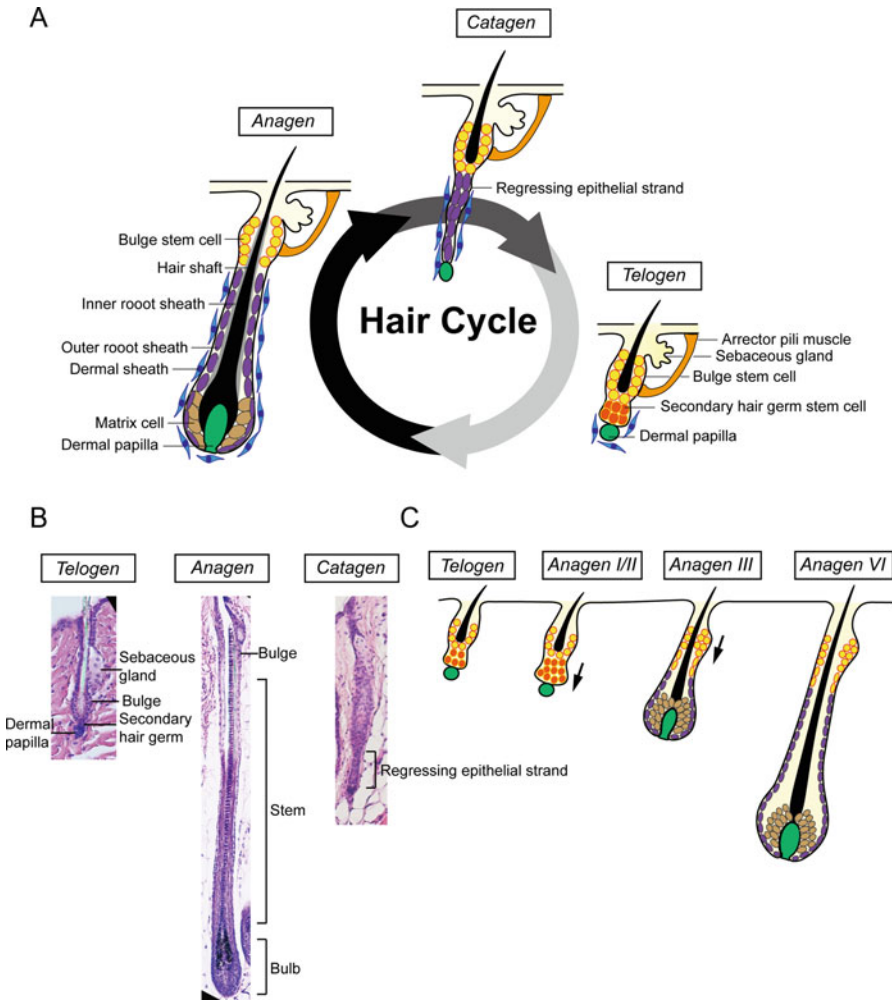 A
Catagen
Anagen
Regressing epithelial strand
Bulge stem cell
Hair shaft
Inner rooot sheath
Outer rooot sheath
Dermal sheath
Matrix cell
Dermal papilla
Hair Cycle
Telogen
Arrector pili muscle
Sebaceous gland
Bulge stem cell
Secondary hair germ stem cell
Dermal papilla
B
Telogen
Anagen
Catagen
Sebaceous
gland
Bulge
Secondary
hair germ
Dermal
papilla
Bulge
Stem
Bulb
Regressing epithelial strand
C
Telogen
Anagen I/II
Anagen III
Anagen VI